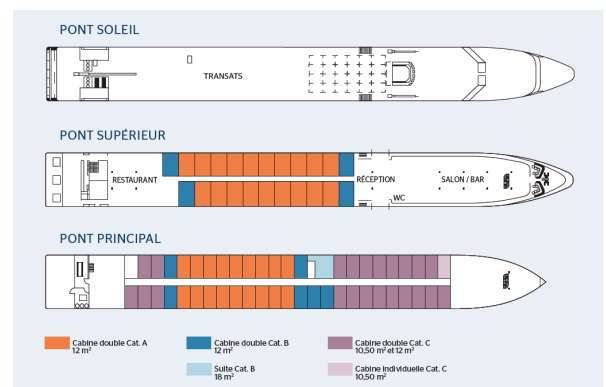 PONT SOLEIL
TRANSATS
PONT SUPÉRIEUR
RESTAURANT
RÉCEPTION
SALON / BAR
WC
PONT PRINCIPAL
Cabine double Cat. A
12 m²
Cabine double Cat. B
12 m²
Cabine double Cat. C
10,50 m² et 12 m²
Suite Cat. B
18 m²
Cabine individuelle Cat. C
10,50 m²